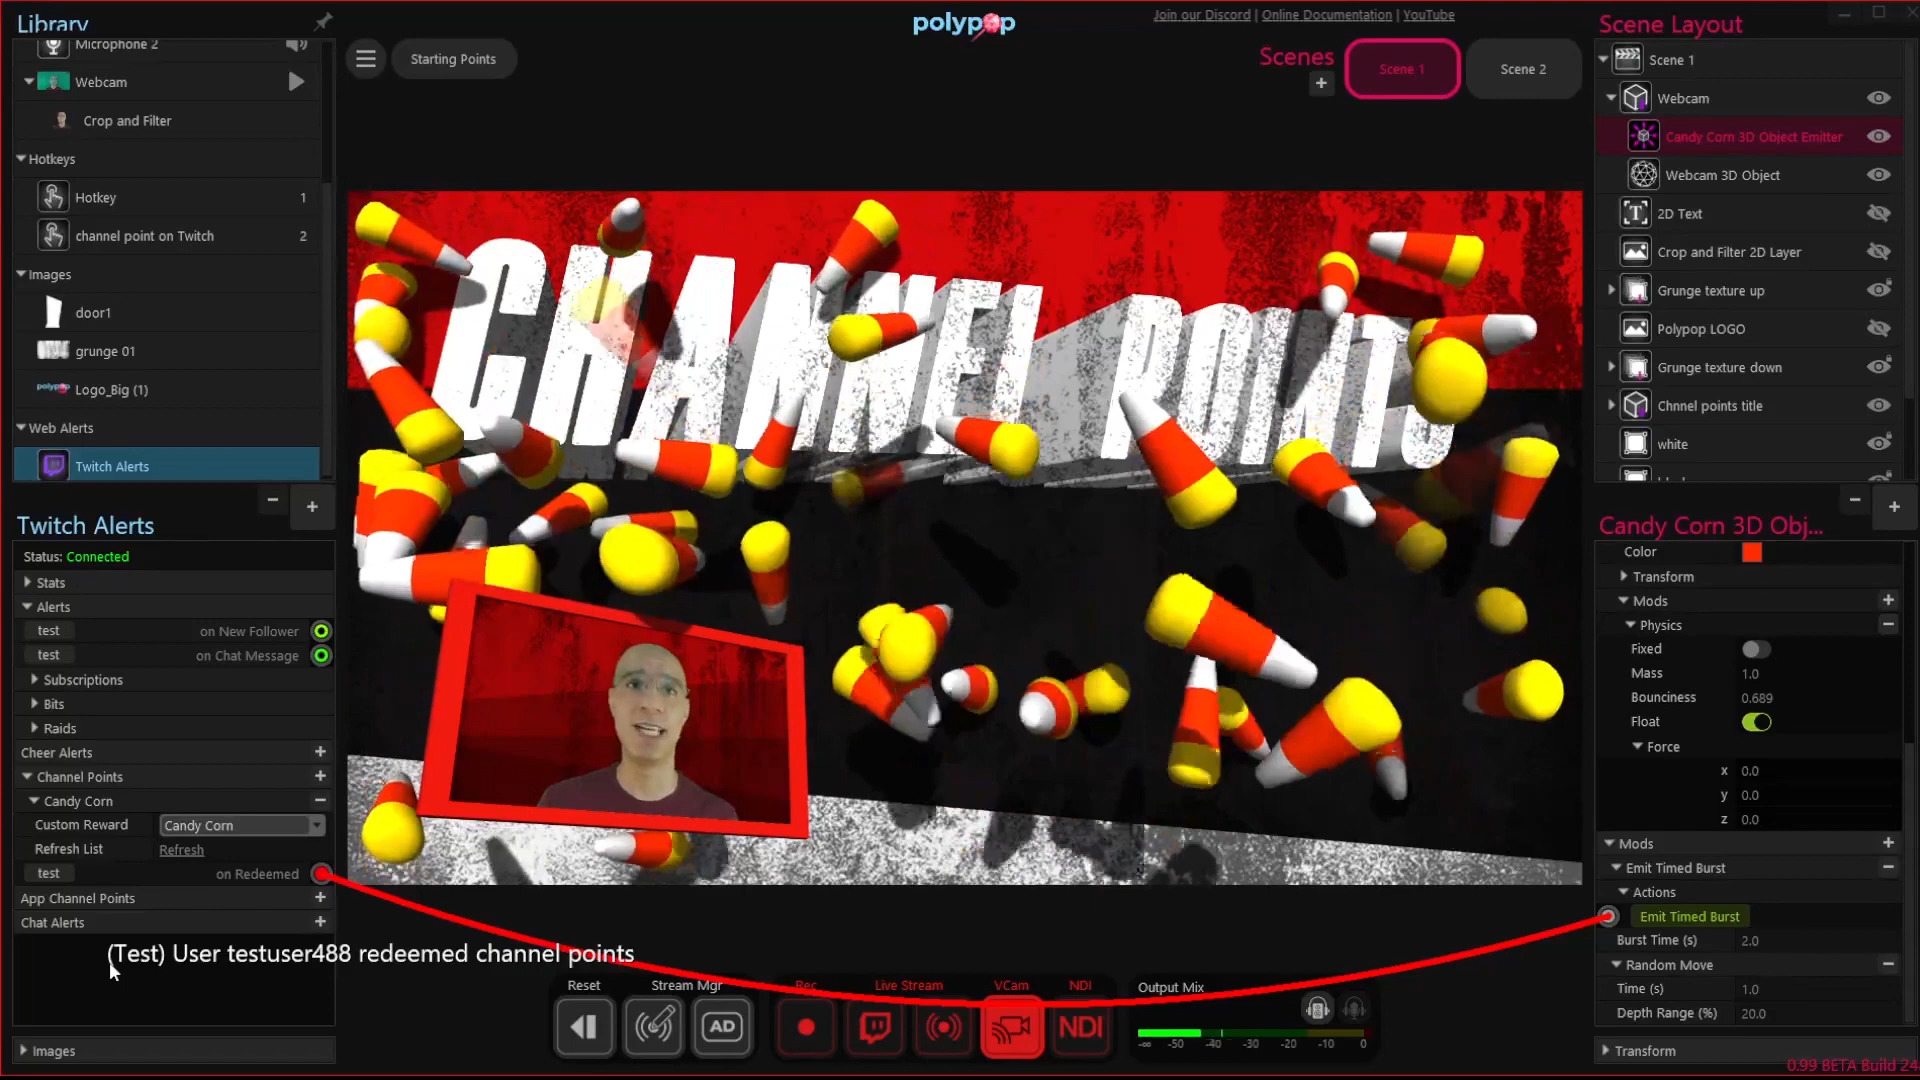 Library
Microphone 2
Webcam
Crop and Filter
Hotkeys
Hotkey 1
channel point on Twitch 2
Images
door1
grunge 01
polypop Logo_Big (1)
Web Alerts
Twitch Alerts
- +
Twitch Alerts
Status: Connected
Stats
Alerts
test on New Follower
test on Chat Message
Subscriptions
Bits
Raids
Cheer Alerts +
Channel Points +
Candy Corn -
Custom Reward Candy Corn
Refresh List Refresh
test on Redeemed
App Channel Points +
Chat Alerts +
(Test) User testuser488 redeemed channel points
Images
polypop
Join our Discord | Online Documentation | YouTube
Starting Points
Scenes
+
Scene 1
Scene 2
CHANNEL POINTS
Reset
Stream Mgr
Rec
Live Stream
VCam
NDI
AD
NDI
Output Mix
-∞ -50 -40 -30 -20 -10 0
Scene Layout
Scene 1
Webcam
Candy Corn 3D Object Emitter
Webcam 3D Object
2D Text
Crop and Filter 2D Layer
Grunge texture up
Polypop LOGO
Grunge texture down
Chnnel points title
white
- +
Candy Corn 3D Obj...
Color
Transform
Mods +
Physics -
Fixed
Mass 1.0
Bounciness 0.689
Float
Force
x 0.0
y 0.0
z 0.0
Mods +
Emit Timed Burst -
Actions
Emit Timed Burst
Burst Time (s) 2.0
Random Move -
Time (s) 1.0
Depth Range (%) 20.0
Transform
0.99 BETA Build 24